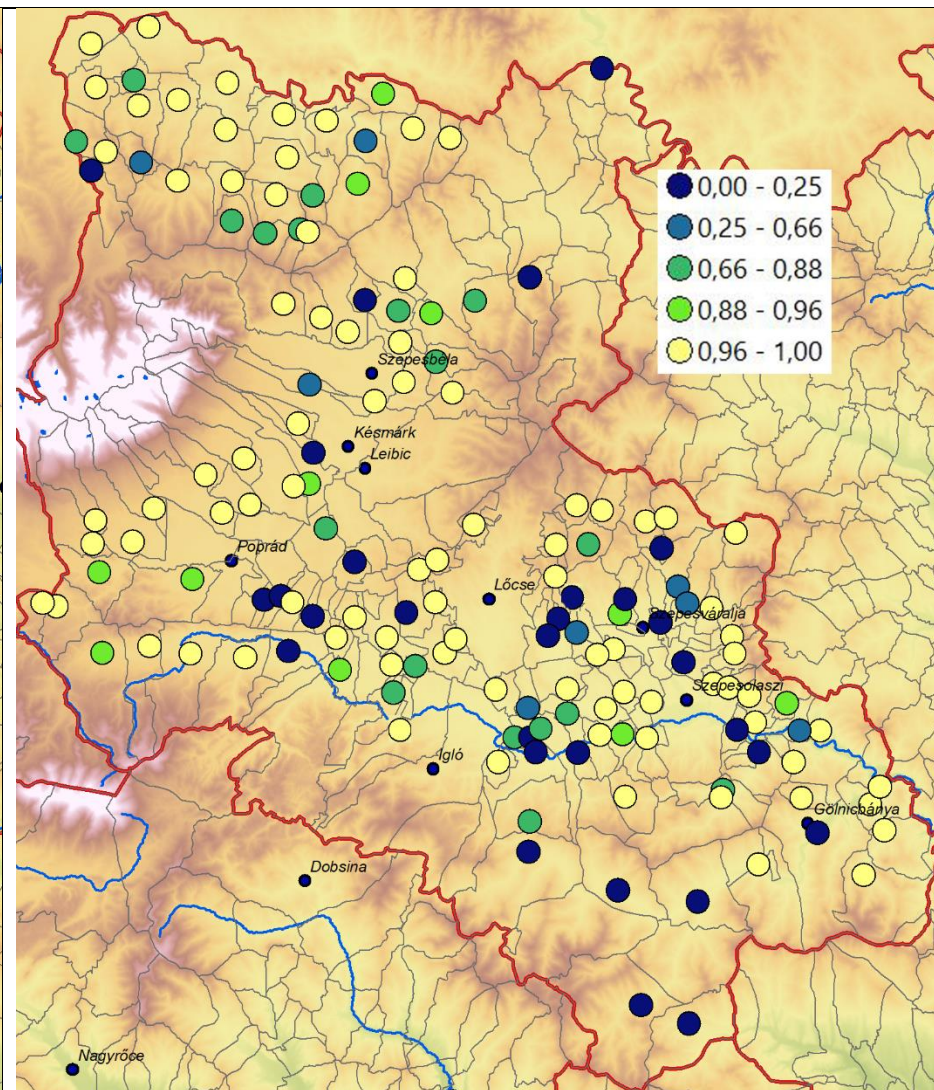 0,00 - 0,25
0,25 - 0,66
0,66 - 0,88
0,88 - 0,96
0,96 - 1,00
Szepesbéla
Késmárk
Leibic
Poprád
Lőcse
Szepesváralja
Szepesolaszi
Igló
Gölnicbánya
Dobsina
Nagyrőce